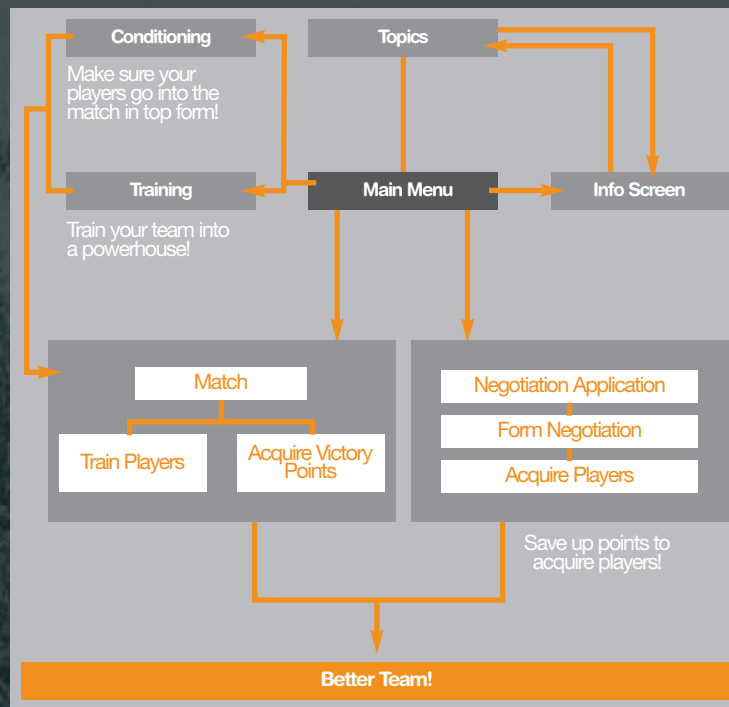 Conditioning
Topics
Make sure your
players go into the
match in top form!
Training
Main Menu
Info Screen
Train your team into
a powerhouse!
Match
Train Players
Acquire Victory
Points
Negotiation Application
Form Negotiation
Acquire Players
Save up points to
acquire players!
Better Team!